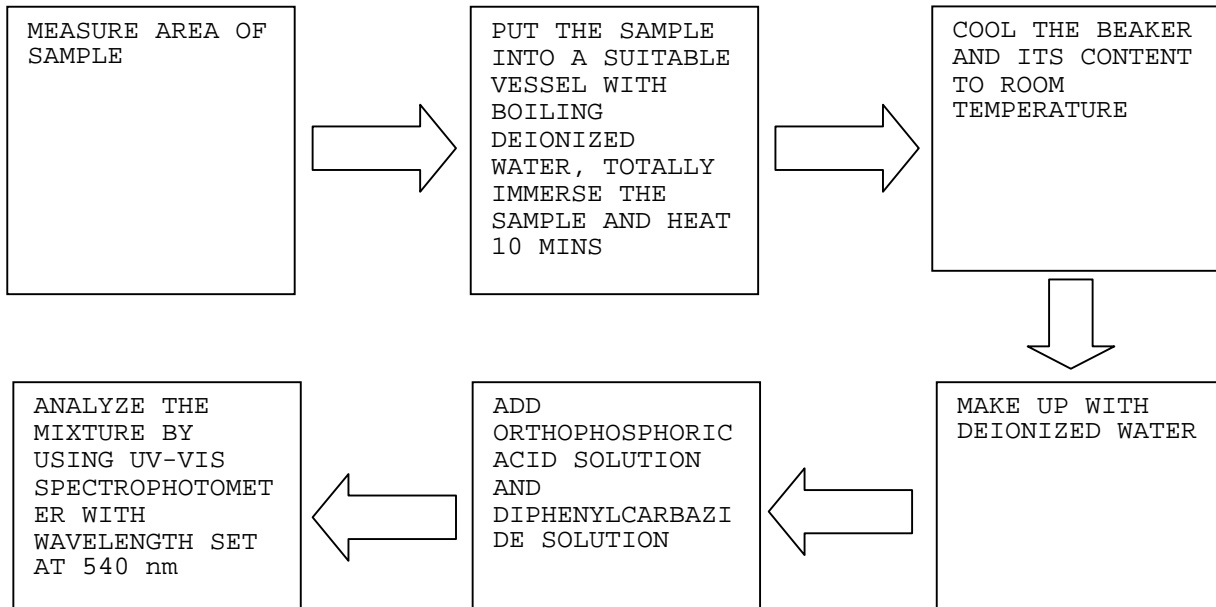 MEASURE AREA OF
SAMPLE
PUT THE SAMPLE
INTO A SUITABLE
VESSEL WITH
BOILING
DEIONIZED
WATER, TOTALLY
IMMERSE THE
SAMPLE AND HEAT
10 MINS
COOL THE BEAKER
AND ITS CONTENT
TO ROOM
TEMPERATURE
MAKE UP WITH
DEIONIZED WATER
ADD
ORTHOPHOSPHORIC
ACID SOLUTION
AND
DIPHENYLCARBAZI
DE SOLUTION
ANALYZE THE
MIXTURE BY
USING UV-VIS
SPECTROPHOTOMET
ER WITH
WAVELENGTH SET
AT 540 nm